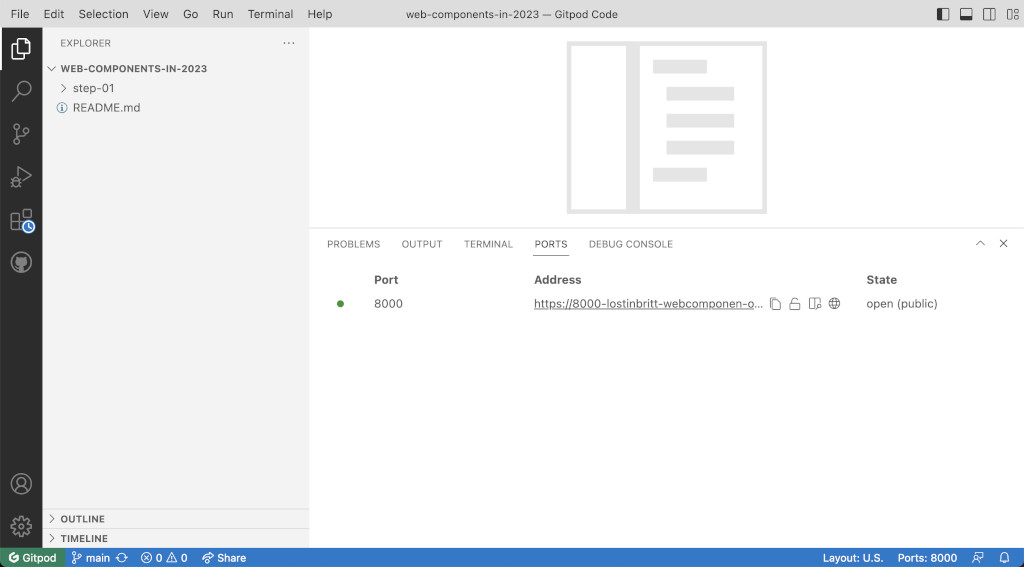 File Edit Selection View Go Run Terminal Help web-components-in-2023 — Gitpod Code
EXPLORER
WEB-COMPONENTS-IN-2023
step-01
README.md
PROBLEMS OUTPUT TERMINAL PORTS DEBUG CONSOLE
Port Address State
8000 https://8000-lostinbritt-webcomponen-o... open (public)
OUTLINE
TIMELINE
Gitpod main 0 0 Share Layout: U.S. Ports: 8000